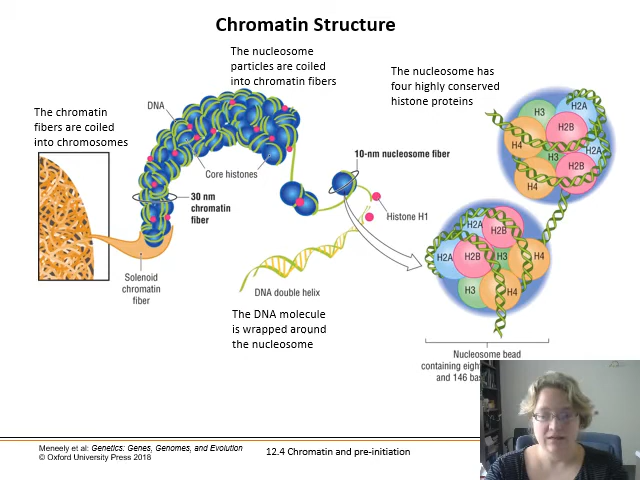 Chromatin Structure
The nucleosome
particles are coiled
into chromatin fibers
The nucleosome has
four highly conserved
histone proteins
The chromatin
fibers are coiled
into chromosomes
DNA
Core histones
30 nm
chromatin
fiber
Solenoid
chromatin
fiber
10-nm nucleosome fiber
Histone H1
DNA double helix
The DNA molecule
is wrapped around
the nucleosome
H3
H2A
H2B
H4
H3
H2A
H2B
H4
H2A
H2B
H2A
H2B
H3
H4
H3
H4
Nucleosome bead
containing
and 146
Meneely et al: Genetics: Genes, Genomes, and Evolution
© Oxford University Press 2018
12.4 Chromatin and pre-initiation